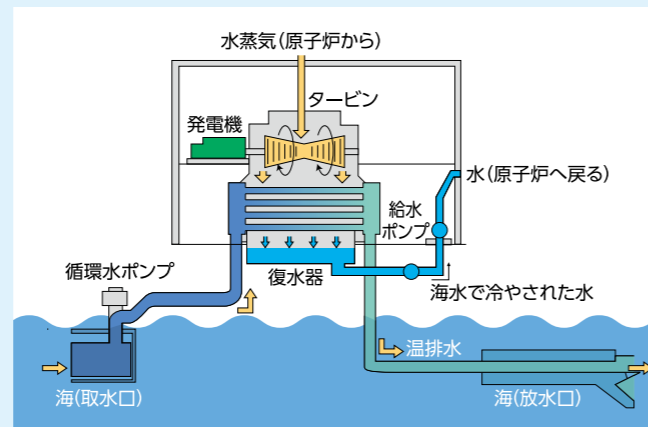 水蒸気(原子炉から)
タービン
発電機
水(原子炉へ戻る)
給水
ポンプ
循環水ポンプ
復水器
海水で冷やされた水
温排水
海(取水口)
海(放水口)